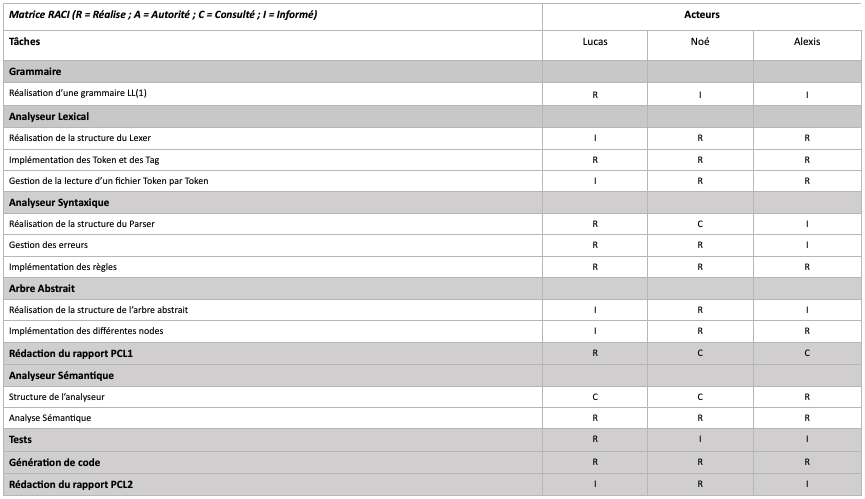 Matrice RACI (R = Réalise ; A = Autorité ; C = Consulté ; I = Informé) Acteurs
Tâches Lucas Noé Alexis
Grammaire
Réalisation d'une grammaire LL(1) R I I
Analyseur Lexical
Réalisation de la structure du Lexer I R R
Implémentation des Token et des Tag R R R
Gestion de la lecture d'un fichier Token par Token I R R
Analyseur Syntaxique
Réalisation de la structure du Parser R C I
Gestion des erreurs R R I
Implémentation des règles R R R
Arbre Abstrait
Réalisation de la structure de l'arbre abstrait I R I
Implémentation des différentes nodes I R R
Rédaction du rapport PCL1 R C C
Analyseur Sémantique
Structure de l'analyseur C C R
Analyse Sémantique R R R
Tests R I I
Génération de code R R R
Rédaction du rapport PCL2 I R I